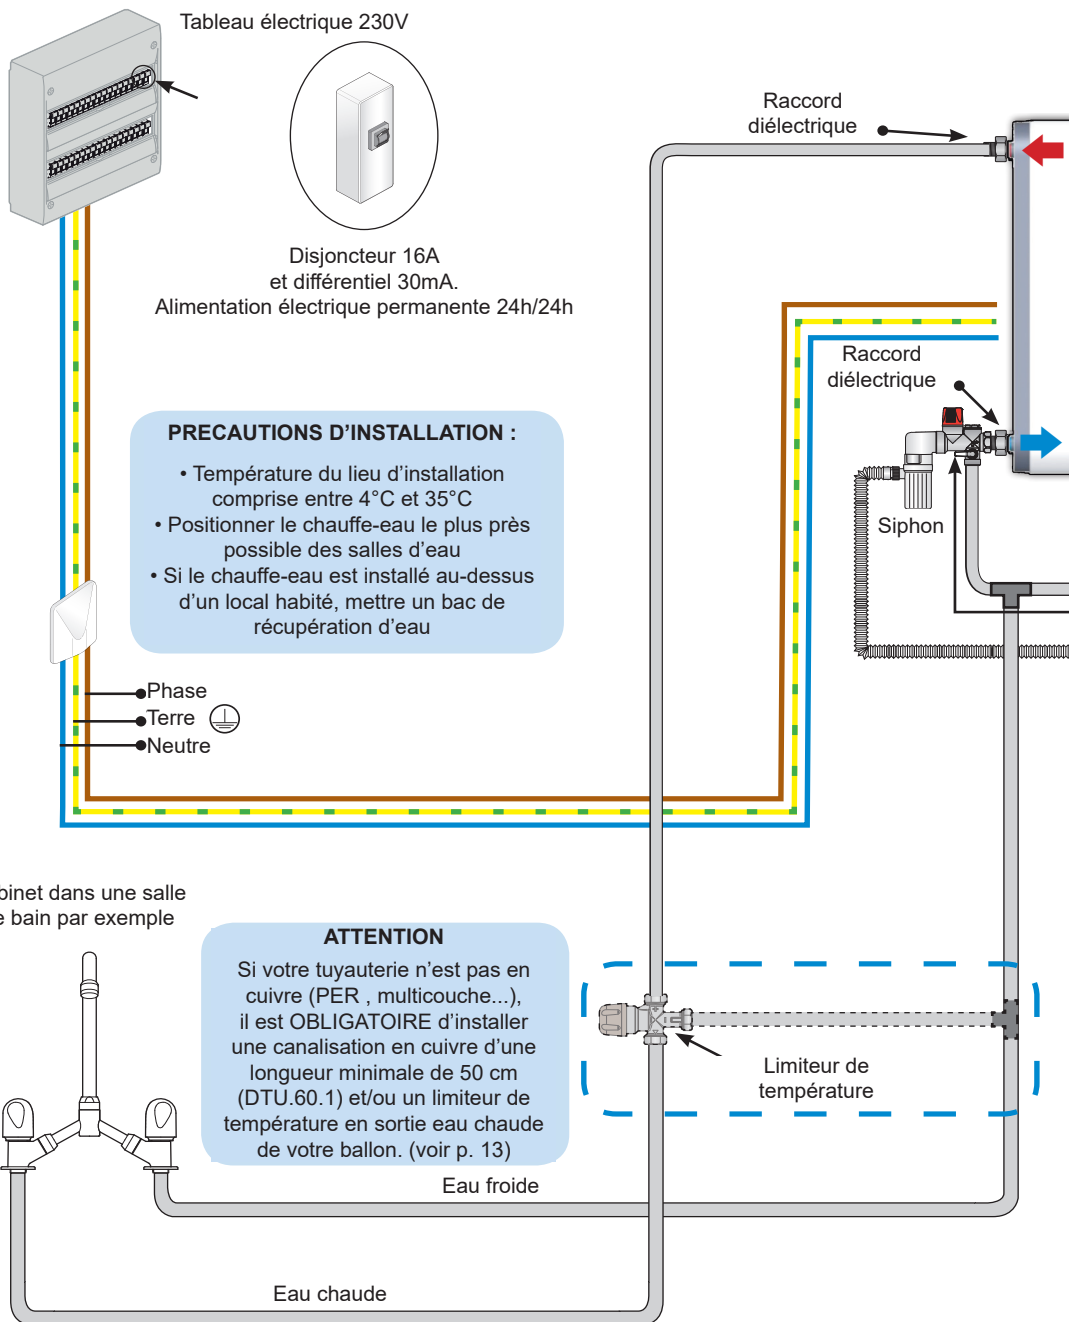 Tableau électrique 230V
Disjoncteur 16A
et différentiel 30mA.
Alimentation électrique permanente 24h/24h
Raccord
diélectrique
Raccord
diélectrique
Siphon
PRECAUTIONS D’INSTALLATION :
• Température du lieu d’installation
comprise entre 4°C et 35°C
• Positionner le chauffe-eau le plus près
possible des salles d’eau
• Si le chauffe-eau est installé au-dessus
d’un local habité, mettre un bac de
récupération d’eau
Phase
Terre
Neutre
binet dans une salle
e bain par exemple
ATTENTION
Si votre tuyauterie n’est pas en
cuivre (PER , multicouche...),
il est OBLIGATOIRE d’installer
une canalisation en cuivre d’une
longueur minimale de 50 cm
(DTU.60.1) et/ou un limiteur de
température en sortie eau chaude
de votre ballon. (voir p. 13)
Limiteur de
température
Eau froide
Eau chaude